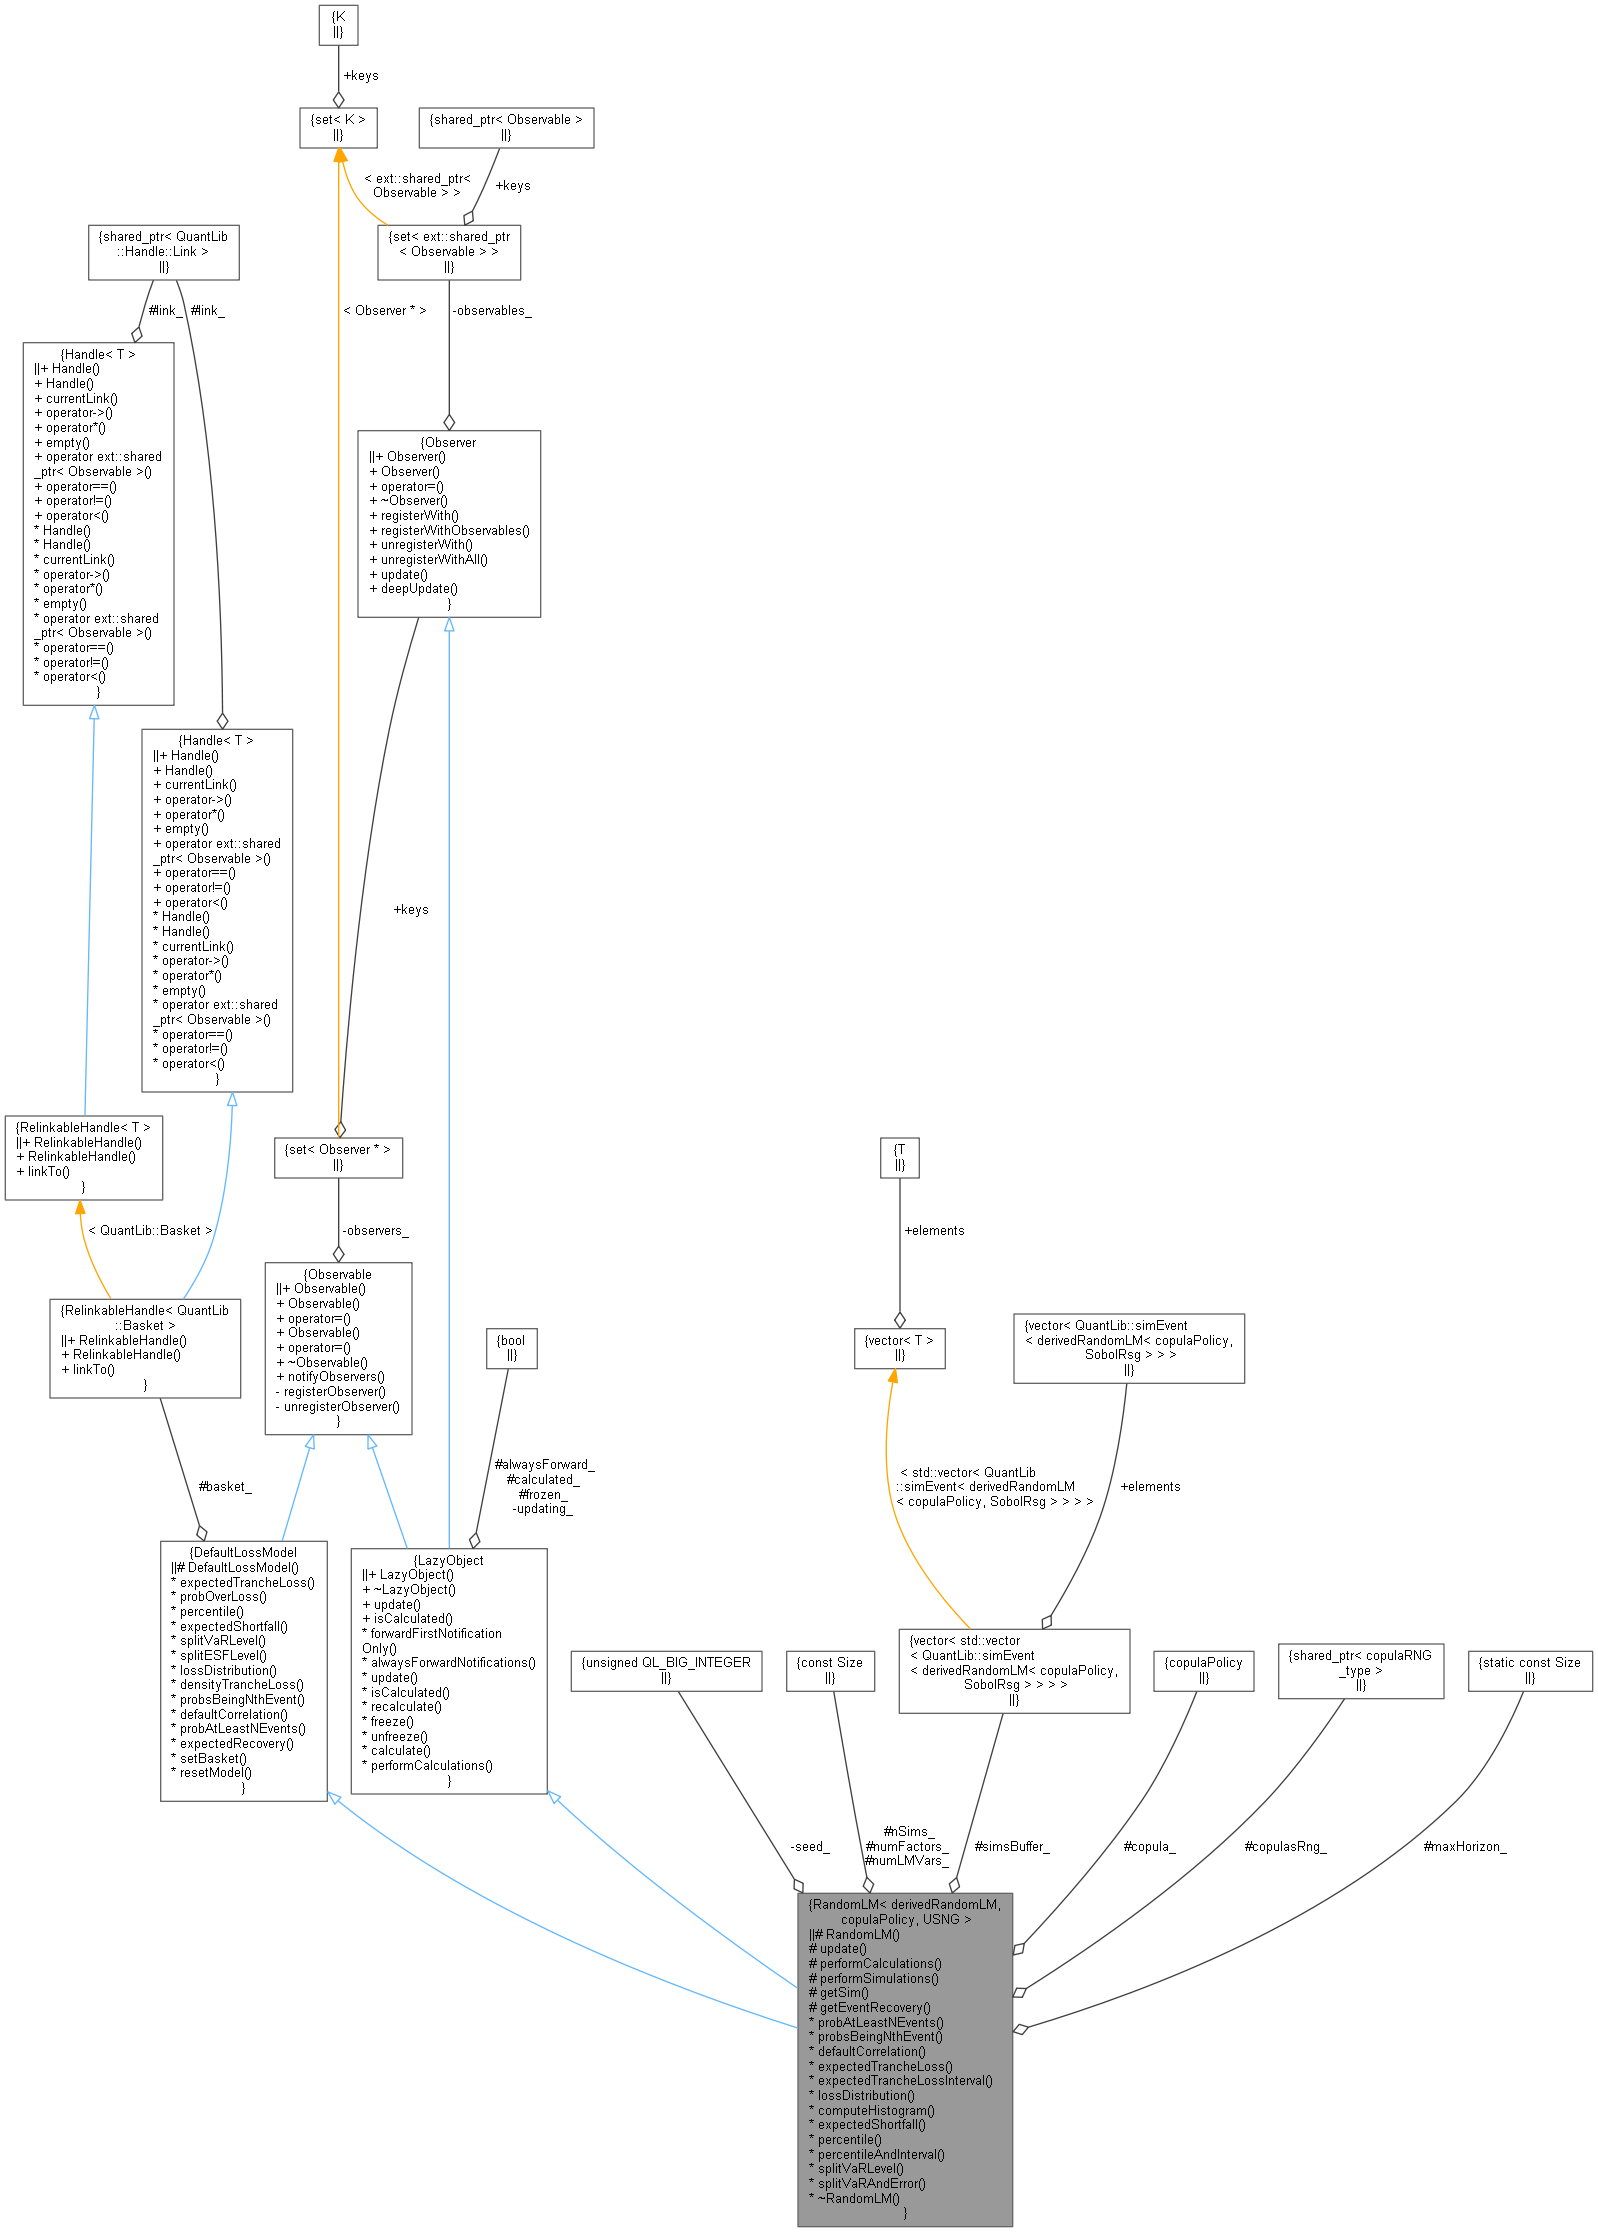 {K
||}
+keys
{set< K >
||}
{shared_ptr< Observable >
||}
< ext::shared_ptr<
Observable > >
+keys
{shared_ptr< QuantLib
::Handle::Link >
||}
{set< ext::shared_ptr
< Observable > >
||}
#link_
#link_
< Observer * >
-observables_
{Handle< T >
||+ Handle()
+ Handle()
+ currentLink()
+ operator->()
+ operator*()
+ empty()
+ operator ext::shared
_ptr< Observable >()
+ operator==()
+ operator!=()
+ operator<()
* Handle()
* Handle()
* currentLink()
* operator->()
* operator*()
* empty()
* operator ext::shared
_ptr< Observable >()
* operator==()
* operator!=()
* operator<()
}
{Observer
||+ Observer()
+ Observer()
+ operator=()
+ ~Observer()
+ registerWith()
+ registerWithObservables()
+ unregisterWith()
+ unregisterWithAll()
+ update()
+ deepUpdate()
}
{Handle< T >
||+ Handle()
+ Handle()
+ currentLink()
+ operator->()
+ operator*()
+ empty()
+ operator ext::shared
_ptr< Observable >()
+ operator==()
+ operator!=()
+ operator<()
* Handle()
* Handle()
* currentLink()
* operator->()
* operator*()
* empty()
* operator ext::shared
_ptr< Observable >()
* operator==()
* operator!=()
* operator<()
}
+keys
{RelinkableHandle< T >
||+ RelinkableHandle()
+ RelinkableHandle()
+ linkTo()
}
{set< Observer * >
||}
{T
||}
< QuantLib::Basket >
-observers_
+elements
{RelinkableHandle< QuantLib
::Basket >
||+ RelinkableHandle()
+ RelinkableHandle()
+ linkTo()
}
{Observable
||+ Observable()
+ Observable()
+ operator=()
+ Observable()
+ operator=()
+ ~Observable()
+ notifyObservers()
- registerObserver()
- unregisterObserver()
}
{bool
||}
{vector< T >
||}
{vector< QuantLib::simEvent
< derivedRandomLM< copulaPolicy,
SobolRsg > > >
||}
#basket_
#alwaysForward_
#calculated_
#frozen_
-updating_
< std::vector< QuantLib
::simEvent< derivedRandomLM
< copulaPolicy, SobolRsg > > > >
+elements
{DefaultLossModel
||# DefaultLossModel()
* expectedTrancheLoss()
* probOverLoss()
* percentile()
* expectedShortfall()
* splitVaRLevel()
* splitESFLevel()
* lossDistribution()
* densityTrancheLoss()
* probsBeingNthEvent()
* defaultCorrelation()
* probAtLeastNEvents()
* expectedRecovery()
* setBasket()
* resetModel()
}
{LazyObject
||+ LazyObject()
+ ~LazyObject()
+ update()
+ isCalculated()
* forwardFirstNotification
Only()
* alwaysForwardNotifications()
* update()
* isCalculated()
* recalculate()
* freeze()
* unfreeze()
* calculate()
* performCalculations()
}
{unsigned QL_BIG_INTEGER
||}
{const Size
||}
{vector< std::vector
< QuantLib::simEvent
< derivedRandomLM< copulaPolicy,
SobolRsg > > > >
||}
{copulaPolicy
||}
{shared_ptr< copulaRNG
_type >
||}
{static const Size
||}
-seed_
#nSims_
#numFactors_
#numLMVars_
#simsBuffer_
#copula_
#copulasRng_
#maxHorizon_
{RandomLM< derivedRandomLM,
copulaPolicy, USNG >
||# RandomLM()
# update()
# performCalculations()
# performSimulations()
# getSim()
# getEventRecovery()
* probAtLeastNEvents()
* probsBeingNthEvent()
* defaultCorrelation()
* expectedTrancheLoss()
* expectedTrancheLossInterval()
* lossDistribution()
* computeHistogram()
* expectedShortfall()
* percentile()
* percentileAndInterval()
* splitVaRLevel()
* splitVaRAndError()
* ~RandomLM()
}